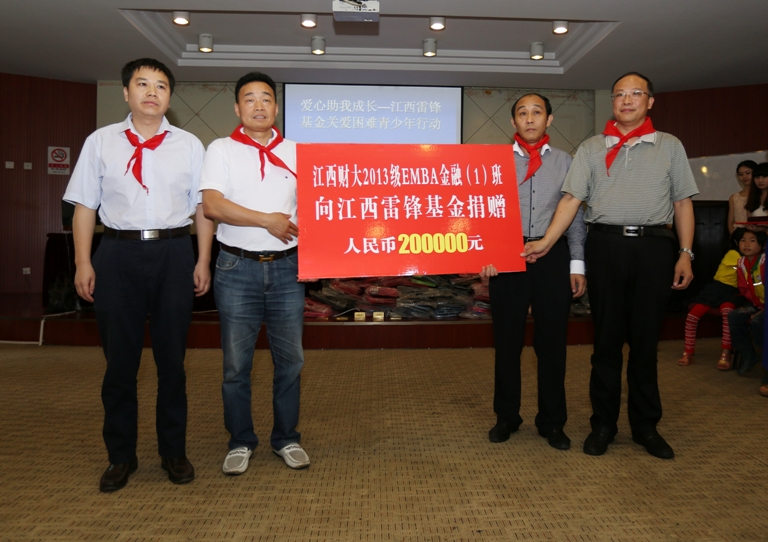 爱心助我成长—江西雷锋
基金关爱困难青少年行动
江西财大2013级EMBA金融（1）班
向江西雷锋基金捐赠
人民币200000元